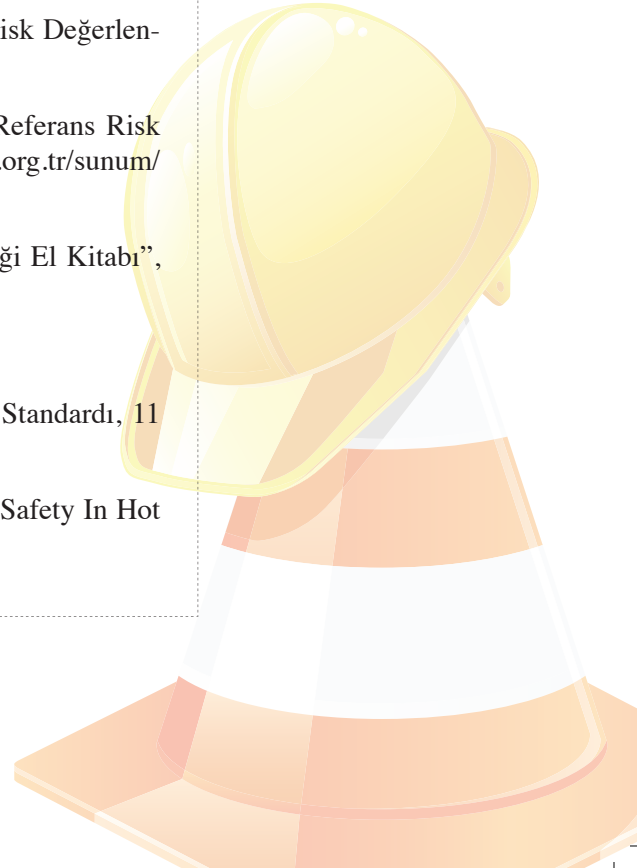 isk Değerlen-
Referans Risk
.org.tr/sunum/
ği El Kitabı”,
Standardı, 11
Safety In Hot